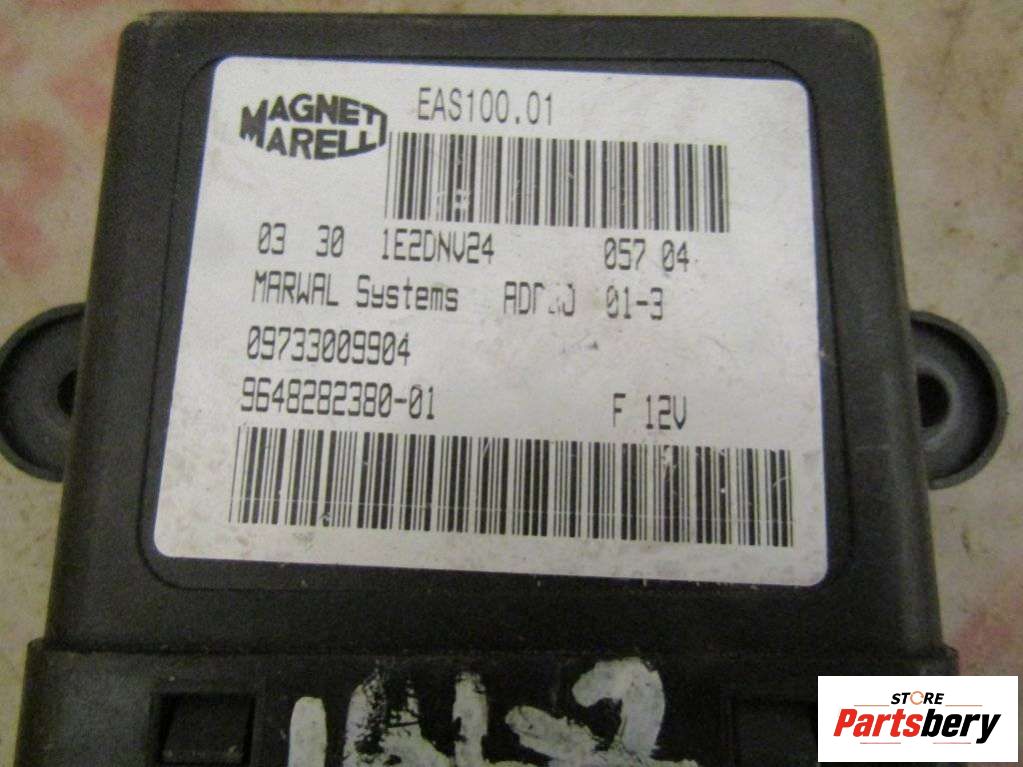 MAGNETI
MARELLI
EAS100.01
03 30 1E2DNV24 057 04
MARWAL Systems 01-3
09733009904
9648282380-01 F 12V
STORE
Partsbery